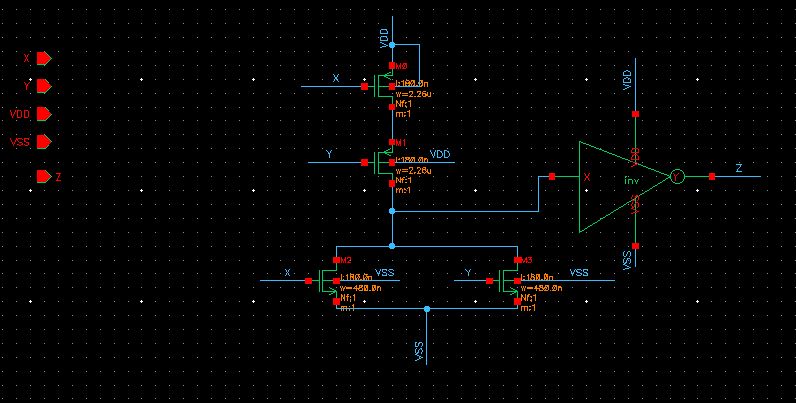 X
Y
VDD
VSS
Z
VDD
M0
X
l:180.0n
w=2.26u
Nf:1
m:1
M1
Y
VDD
l:180.0n
w=2.26u
Nf:1
m:1
M2
X
VSS
l:180.0n
w=480.0n
Nf:1
m:1
M3
Y
VSS
l:180.0n
w=480.0n
Nf:1
m:1
VSS
VDD
VDD
X
inv
Y
Z
VSS
VSS